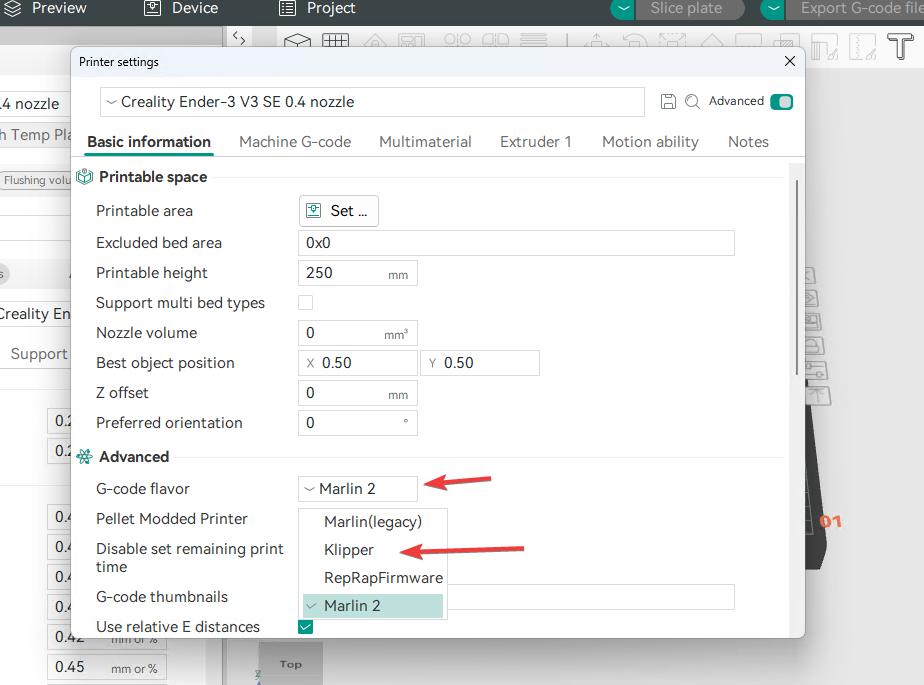 Preview Device Project Slice plate Export G-code file
Printer settings
Creality Ender-3 V3 SE 0.4 nozzle Advanced
.4 nozzle
Basic information Machine G-code Multimaterial Extruder 1 Motion ability Notes
h Temp Pla
Flushing volu
Printable space
Printable area Set ...
Excluded bed area 0x0
Printable height 250 mm
Support multi bed types
s
Creality En
Nozzle volume 0 mm³
Support
Best object position X 0.50 Y 0.50
Z offset 0 mm
Preferred orientation 0 °
0.2
0.2
Advanced
G-code flavor Marlin 2
Pellet Modded Printer Marlin(legacy)
0.4
Disable set remaining print Klipper
time
0.4
RepRapFirmware
0.4
G-code thumbnails Marlin 2
0.4
Use relative E distances
0.42 mm or %
0.45 mm or %
01
Top
Z